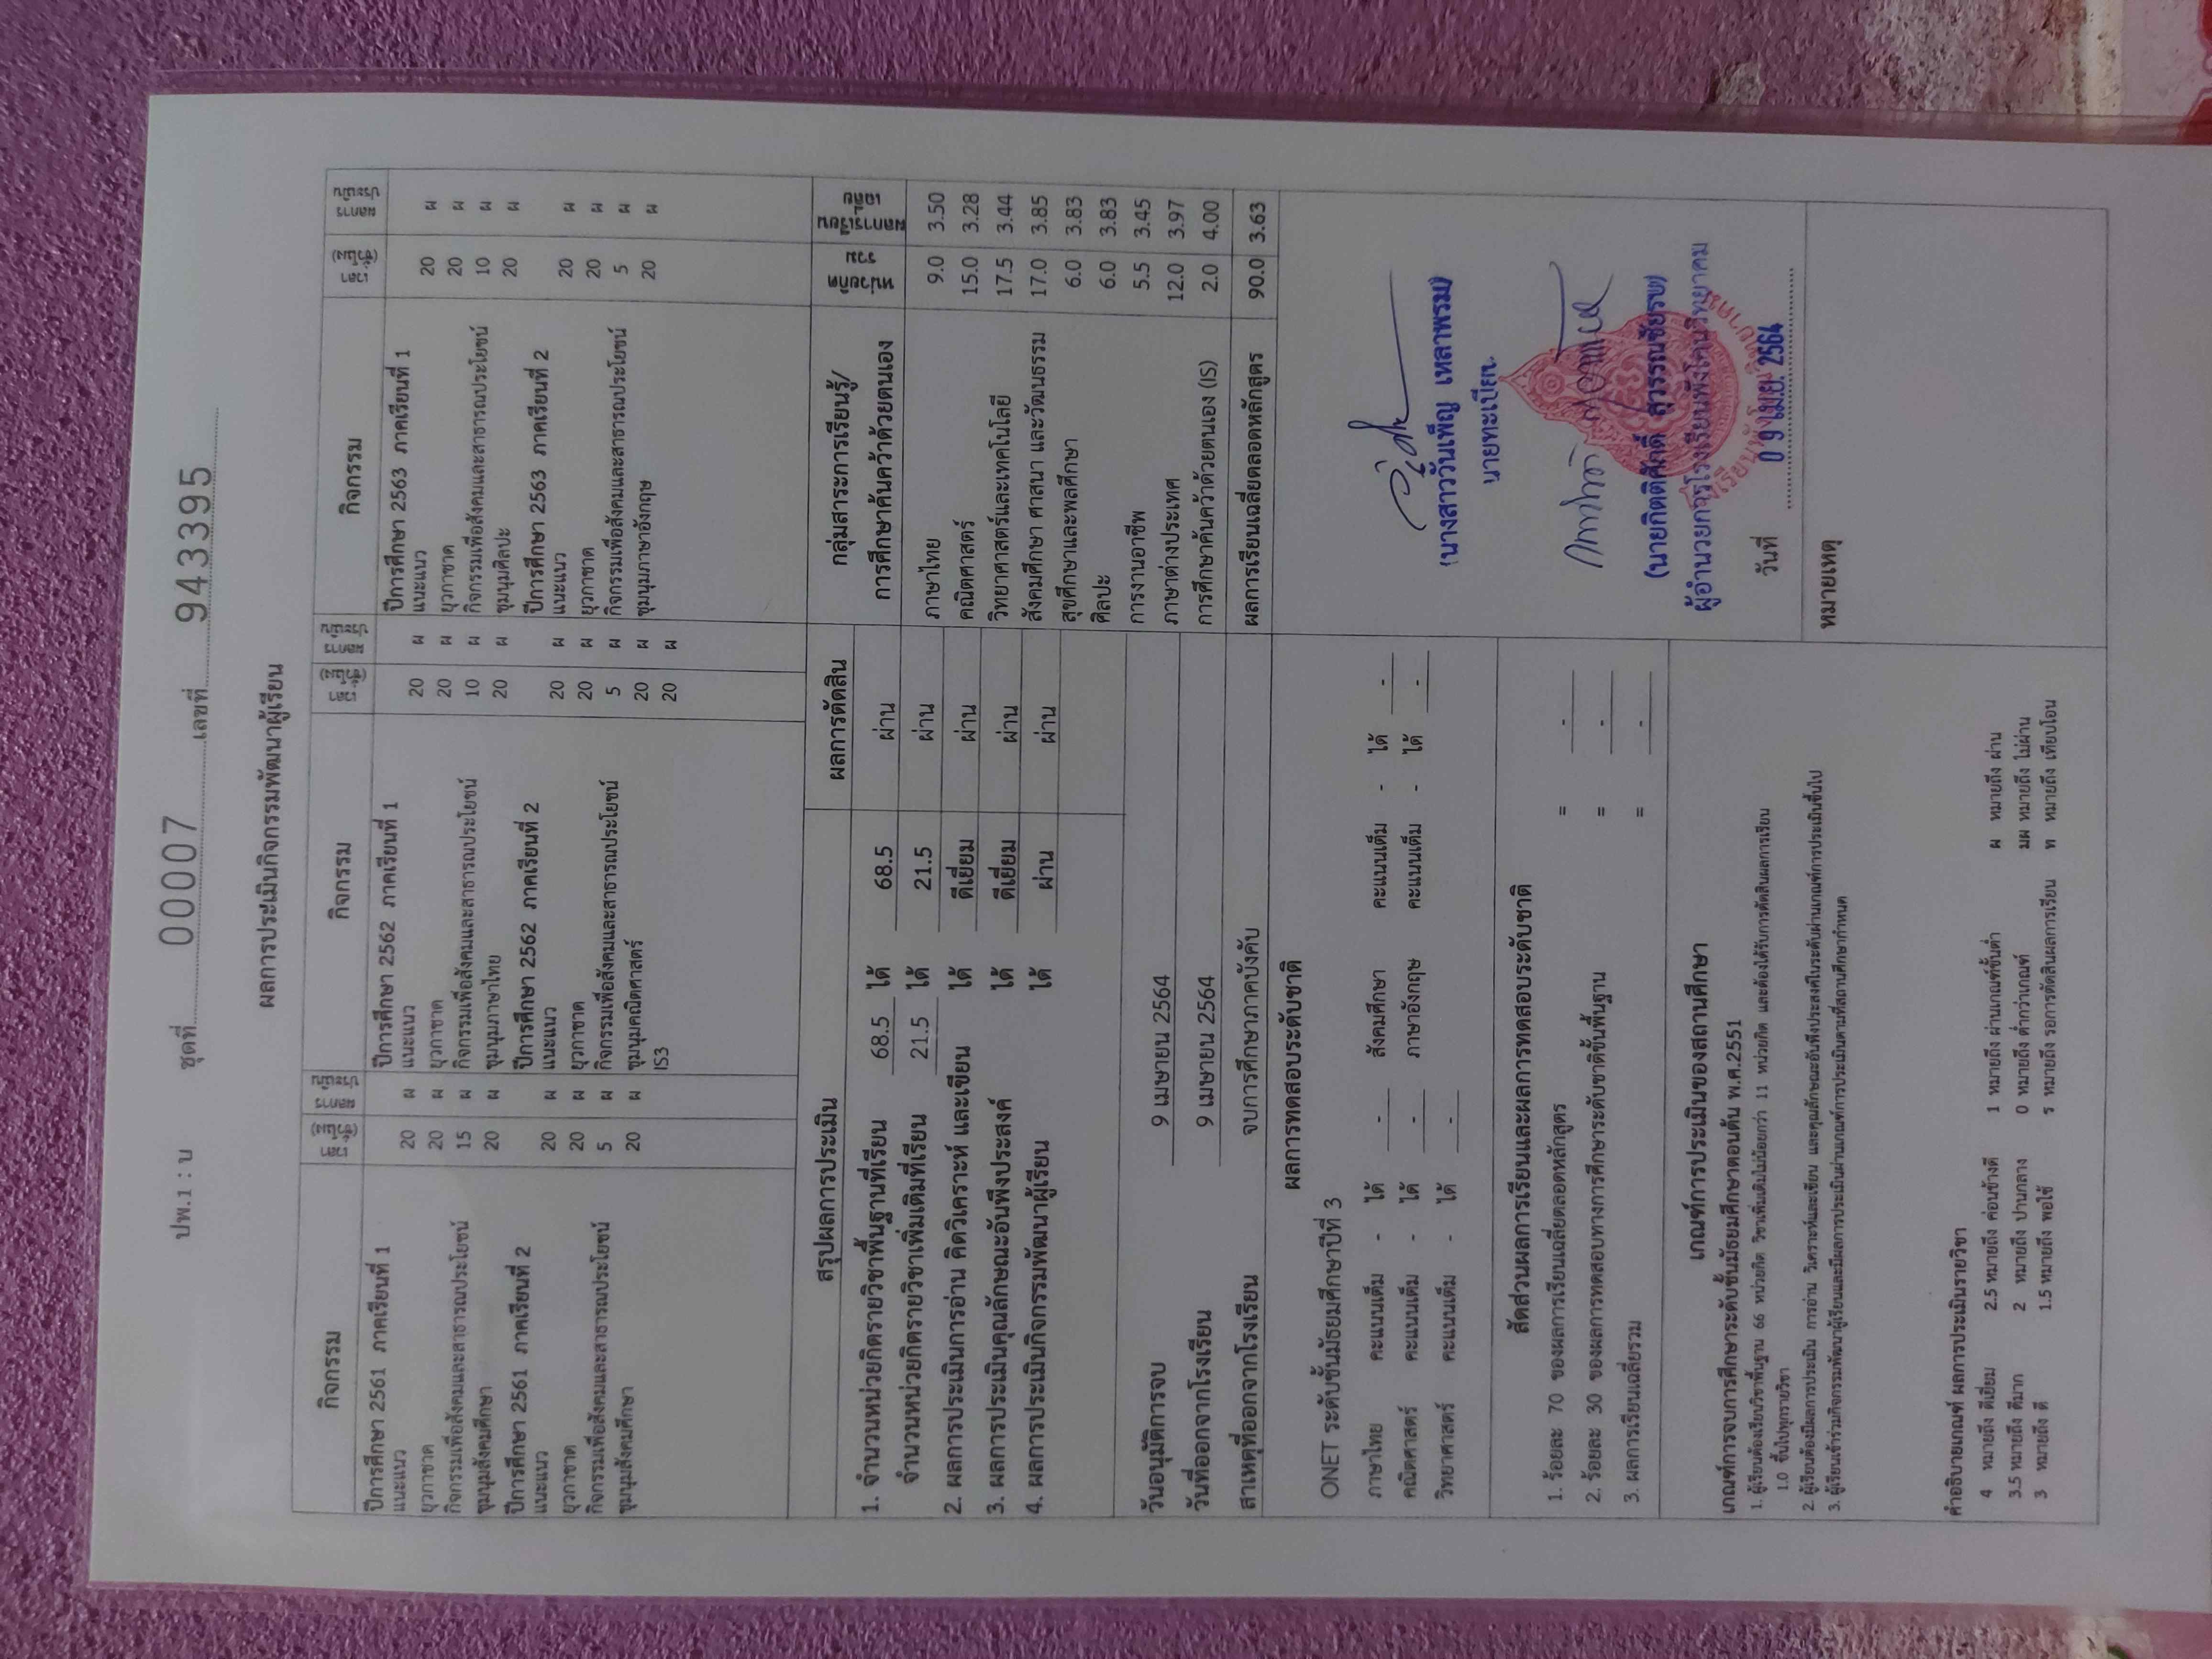 ปพ.1 : บ ชุดที่ 00007 เลขที่ 943395
ผลการประเมินกิจกรรมพัฒนาผู้เรียน
กิจกรรม เวลา (ชั่วโมง) ผลการประเมิน กิจกรรม เวลา (ชั่วโมง) ผลการประเมิน กิจกรรม เวลา (ชั่วโมง) ผลการประเมิน
ปีการศึกษา 2561 ภาคเรียนที่ 1
แนะแนว 20 ผ
ยุวกาชาด 20 ผ
กิจกรรมเพื่อสังคมและสาธารณประโยชน์ 15 ผ
ชุมนุมสังคมศึกษา 20 ผ
ปีการศึกษา 2561 ภาคเรียนที่ 2
แนะแนว 20 ผ
ยุวกาชาด 20 ผ
กิจกรรมเพื่อสังคมและสาธารณประโยชน์ 5 ผ
ชุมนุมสังคมศึกษา 20 ผ
ปีการศึกษา 2562 ภาคเรียนที่ 1
แนะแนว 20 ผ
ยุวกาชาด 20 ผ
กิจกรรมเพื่อสังคมและสาธารณประโยชน์ 10 ผ
ชุมนุมภาษาไทย 20 ผ
ปีการศึกษา 2562 ภาคเรียนที่ 2
แนะแนว 20 ผ
ยุวกาชาด 20 ผ
กิจกรรมเพื่อสังคมและสาธารณประโยชน์ 5 ผ
ชุมนุมคณิตศาสตร์ 20 ผ
IS3 20 ผ
ปีการศึกษา 2563 ภาคเรียนที่ 1
แนะแนว 20 ผ
ยุวกาชาด 20 ผ
กิจกรรมเพื่อสังคมและสาธารณประโยชน์ 10 ผ
ชุมนุมศิลปะ 20 ผ
ปีการศึกษา 2563 ภาคเรียนที่ 2
แนะแนว 20 ผ
ยุวกาชาด 20 ผ
กิจกรรมเพื่อสังคมและสาธารณประโยชน์ 5 ผ
ชุมนุมภาษาอังกฤษ 20 ผ
สรุปผลการประเมิน ผลการตัดสิน
1. จำนวนหน่วยกิตรายวิชาพื้นฐานที่เรียน 68.5 ได้ 68.5 ผ่าน
จำนวนหน่วยกิตรายวิชาเพิ่มเติมที่เรียน 21.5 ได้ 21.5 ผ่าน
2. ผลการประเมินการอ่าน คิดวิเคราะห์ และเขียน ได้ ดีเยี่ยม ผ่าน
3. ผลการประเมินคุณลักษณะอันพึงประสงค์ ได้ ดีเยี่ยม ผ่าน
4. ผลการประเมินกิจกรรมพัฒนาผู้เรียน ได้ ผ่าน ผ่าน
วันอนุมัติการจบ 9 เมษายน 2564
วันที่ออกจากโรงเรียน 9 เมษายน 2564
สาเหตุที่ออกจากโรงเรียน จบการศึกษาภาคบังคับ
กลุ่มสาระการเรียนรู้/ หน่วยกิตรวม ผลการเรียนเฉลี่ย
การศึกษาค้นคว้าด้วยตนเอง
ภาษาไทย 9.0 3.50
คณิตศาสตร์ 15.0 3.28
วิทยาศาสตร์และเทคโนโลยี 17.5 3.44
สังคมศึกษา ศาสนา และวัฒนธรรม 17.0 3.85
สุขศึกษาและพลศึกษา 6.0 3.83
ศิลปะ 6.0 3.83
การงานอาชีพ 5.5 3.45
ภาษาต่างประเทศ 12.0 3.97
การศึกษาค้นคว้าด้วยตนเอง (IS) 2.0 4.00
ผลการเรียนเฉลี่ยตลอดหลักสูตร 90.0 3.63
ผลการทดสอบระดับชาติ
ONET ระดับชั้นมัธยมศึกษาปีที่ 3
ภาษาไทย คะแนนเต็ม - ได้ - สังคมศึกษา คะแนนเต็ม - ได้ -
คณิตศาสตร์ คะแนนเต็ม - ได้ - ภาษาอังกฤษ คะแนนเต็ม - ได้ -
วิทยาศาสตร์ คะแนนเต็ม - ได้ -
สัดส่วนผลการเรียนและผลการทดสอบระดับชาติ
1. ร้อยละ 70 ของผลการเรียนเฉลี่ยตลอดหลักสูตร = -
2. ร้อยละ 30 ของผลการทดสอบทางการศึกษาระดับชาติขั้นพื้นฐาน = -
3. ผลการเรียนเฉลี่ยรวม = -
เกณฑ์การประเมินของสถานศึกษา
เกณฑ์การจบการศึกษาระดับชั้นมัธยมศึกษาตอนต้น พ.ศ.2551
1. ผู้เรียนต้องเรียนวิชาพื้นฐาน 66 หน่วยกิต วิชาเพิ่มเติมไม่น้อยกว่า 11 หน่วยกิต และต้องได้รับการตัดสินผลการเรียน
1.0 ขึ้นไปทุกรายวิชา
2. ผู้เรียนต้องมีผลการประเมิน การอ่าน วิเคราะห์และเขียน และคุณลักษณะอันพึงประสงค์ในระดับผ่านเกณฑ์การประเมินขึ้นไป
3. ผู้เรียนเข้าร่วมกิจกรรมพัฒนาผู้เรียนและมีผลการประเมินผ่านเกณฑ์การประเมินตามที่สถานศึกษากำหนด
คำอธิบายเกณฑ์ ผลการประเมินรายวิชา
4 หมายถึง ดีเยี่ยม 2.5 หมายถึง ค่อนข้างดี 1 หมายถึง ผ่านเกณฑ์ขั้นต่ำ ผ หมายถึง ผ่าน
3.5 หมายถึง ดีมาก 2 หมายถึง ปานกลาง 0 หมายถึง ต่ำกว่าเกณฑ์ มผ หมายถึง ไม่ผ่าน
3 หมายถึง ดี 1.5 หมายถึง พอใช้ ร หมายถึง รอการตัดสินผลการเรียน ท หมายถึง เทียบโอน
(นางสาววันเพ็ญ เหลาพรม)
นายทะเบียน
(นายกิตติศักดิ์ สุวรรณชัยรบ)
ผู้อำนวยการโรงเรียนพังโคนวิทยาคม
วันที่ 09 เม.ย. 2564
หมายเหตุ